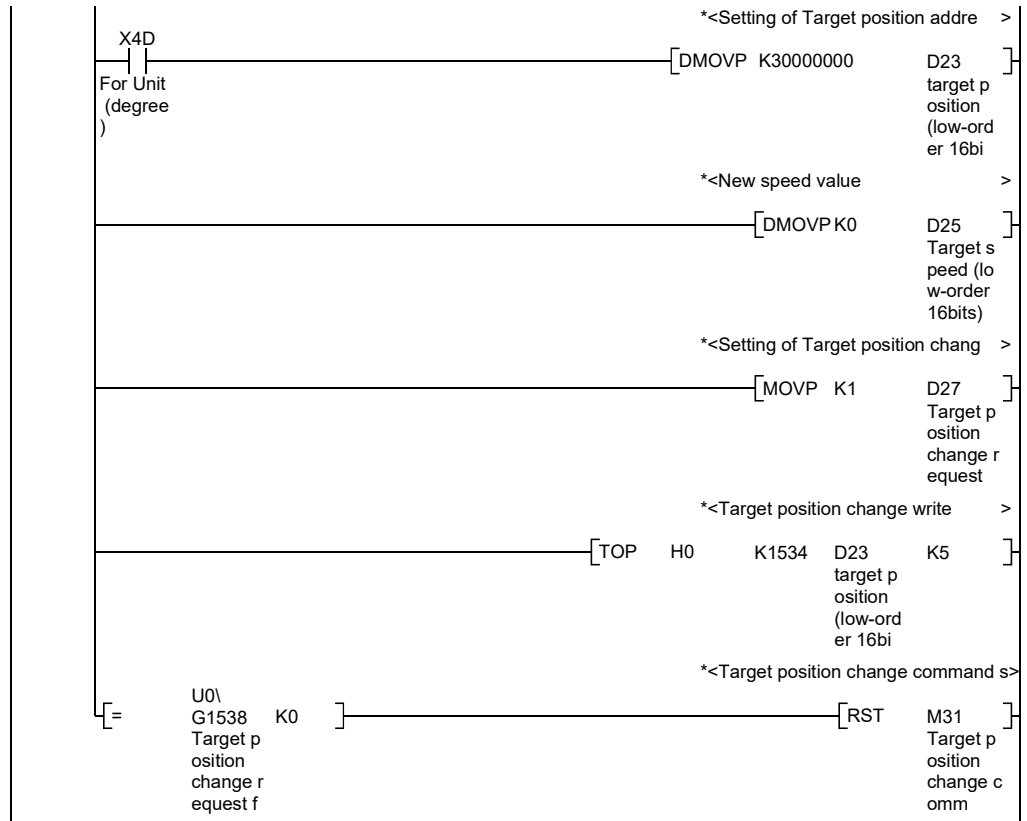 *<Setting of Target position addre >
X4D
DMOVP K30000000 D23
For Unit
(degree
)
target p
osition
(low-ord
er 16bi
*<New speed value >
DMOVP K0 D25
Target s
peed (lo
w-order
16bits)
*<Setting of Target position chang >
MOVP K1 D27
Target p
osition
change r
equest
*<Target position change write >
TOP H0 K1534 D23 K5
target p
osition
(low-ord
er 16bi
*<Target position change command s>
U0\
= G1538 K0 RST M31
Target p
osition
change r
equest f
Target p
osition
change c
omm